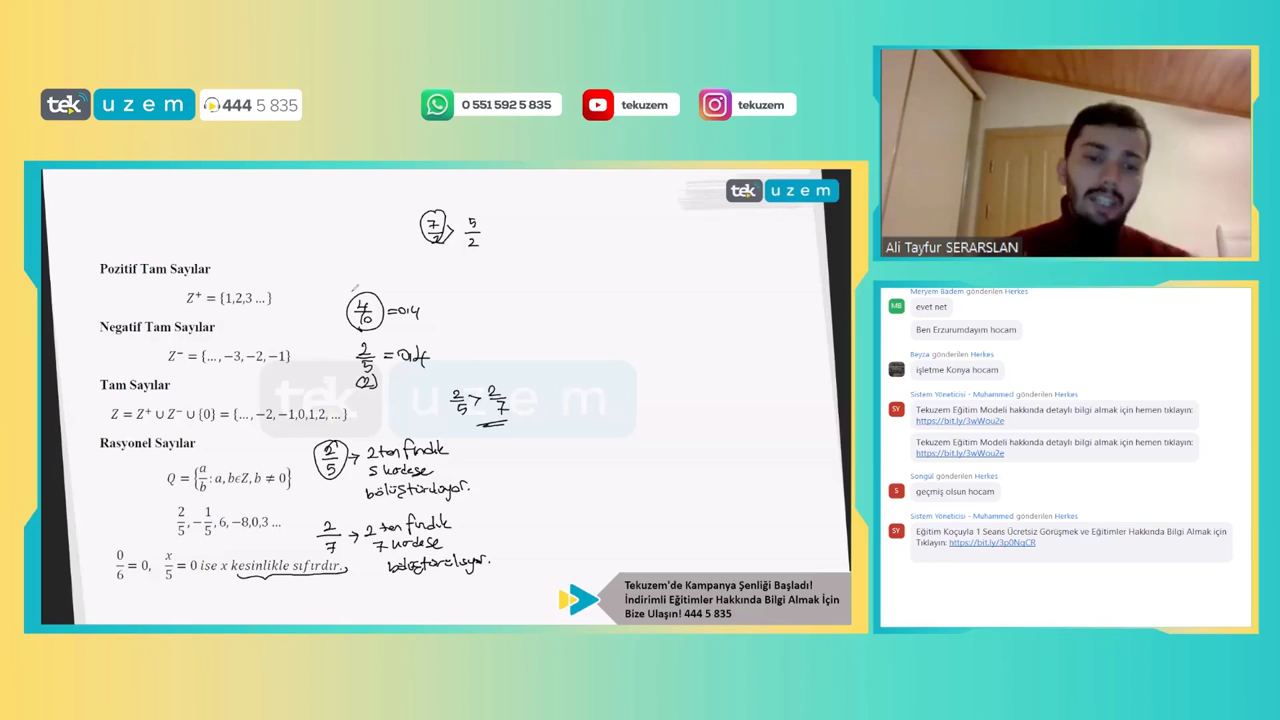 tek uzem 444 5 835
0 551 592 5 835
tekuzem
tekuzem
Ali Tayfur SERARSLAN
tek uzem
7/2 > 5/2
Pozitif Tam Sayılar
Z⁺ = {1,2,3 ...}
Negatif Tam Sayılar
Z⁻ = {..., −3, −2, −1}
Tam Sayılar
Z = Z⁺ ∪ Z⁻ ∪ {0} = {..., −2, −1,0,1,2, ...}
Rasyonel Sayılar
Q = {a/b : a, bϵZ, b ≠ 0}
2/5, −1/5, 6, −8,0,3 ...
0/6 = 0, x/5 = 0 ise x kesinlikle sıfırdır.
4/10 = 0,4
2/5 = 0,4
(2)
2/5 > 2/7
2/5 → 2 tan fındık
5 kardeşe
bölüştürülüyor.
2/7 → 2 tan fındık
7 kardeşe
bölüştürülüyor.
tek uzem
Tekuzem'de Kampanya Şenliği Başladı!
İndirimli Eğitimler Hakkında Bilgi Almak İçin
Bize Ulaşın! 444 5 835
Meryem Badem gönderilen Herkes
MB
evet net
Ben Erzurumdayım hocam
Beyza gönderilen Herkes
işletme Konya hocam
Sistem Yöneticisi - Muhammed gönderilen Herkes
SY
Tekuzem Eğitim Modeli hakkında detaylı bilgi almak için hemen tıklayın:
https://bit.ly/3wWou2e
Tekuzem Eğitim Modeli hakkında detaylı bilgi almak için hemen tıklayın:
https://bit.ly/3wWou2e
Songül gönderilen Herkes
S
geçmiş olsun hocam
Sistem Yöneticisi - Muhammed gönderilen Herkes
SY
Eğitim Koçuyla 1 Seans Ücretsiz Görüşmek ve Eğitimler Hakkında Bilgi Almak için
Tıklayın: https://bit.ly/3p0NqCR